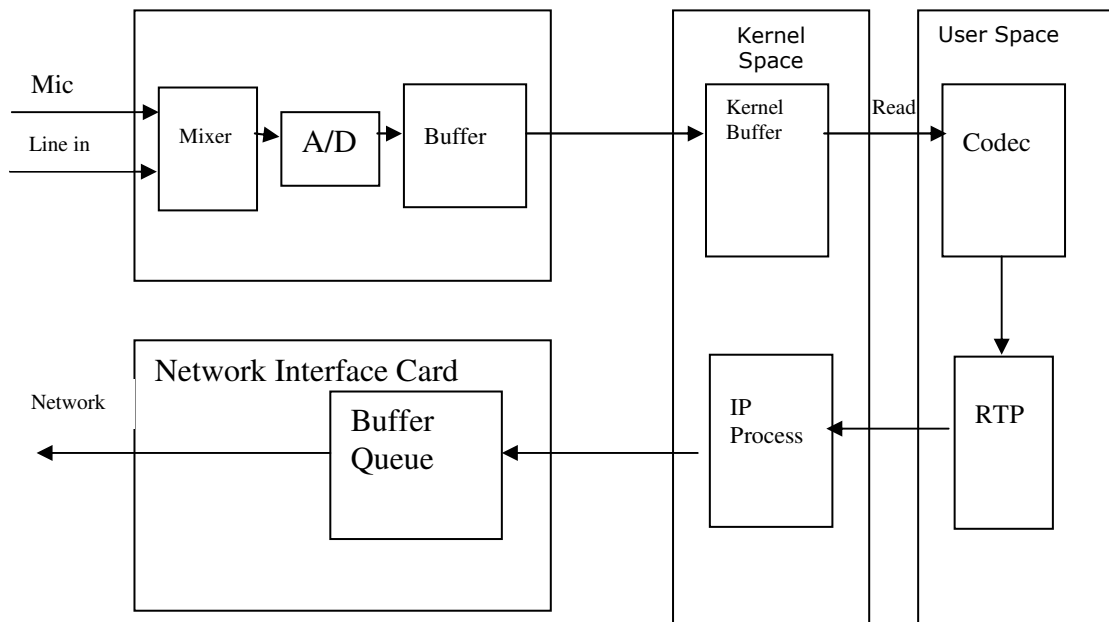 Kernel
Space
User Space
Mic
Line in
Mixer
A/D
Buffer
Kernel
Buffer
Read
Codec
Network Interface Card
Network
Buffer
Queue
IP
Process
RTP